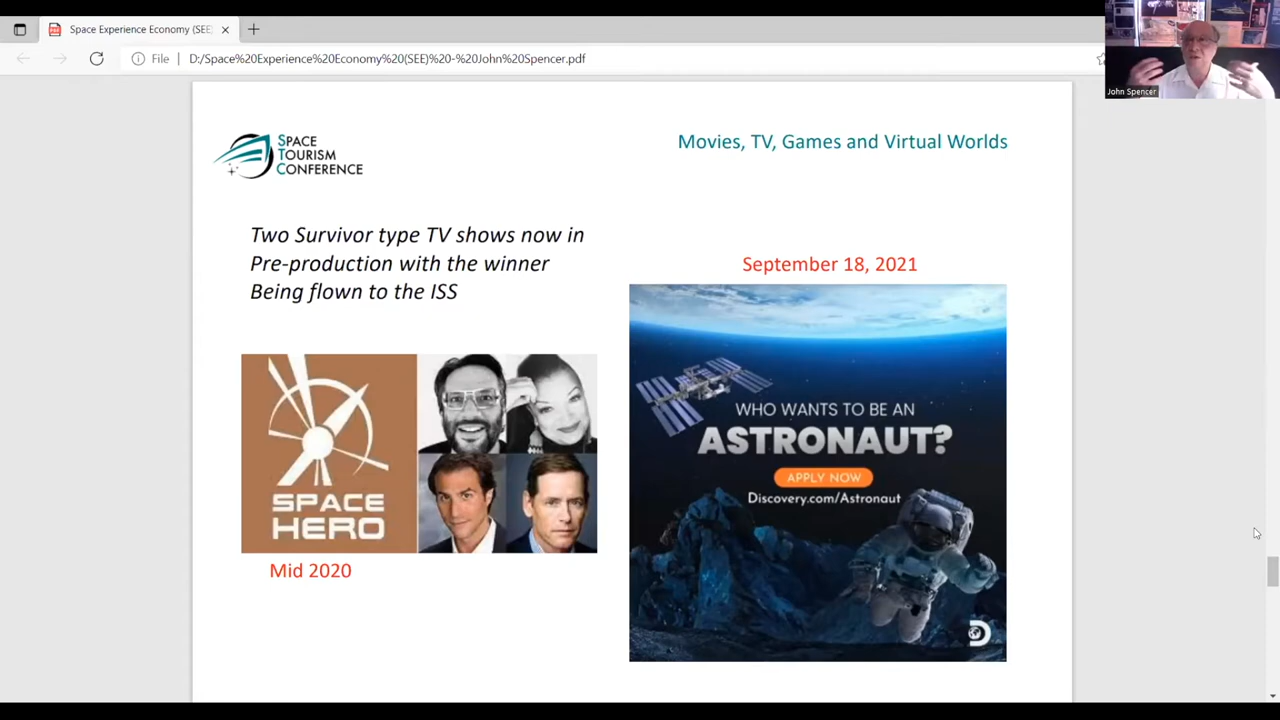 Space Experience Economy (SEE)
File
D:/Space%20Experience%20Economy%20(SEE)%20-%20John%20Spencer.pdf
John Spencer
SPACE
TOURISM
CONFERENCE
Movies, TV, Games and Virtual Worlds
Two Survivor type TV shows now in
Pre-production with the winner
Being flown to the ISS
SPACE
HERO
Mid 2020
September 18, 2021
WHO WANTS TO BE AN
ASTRONAUT?
APPLY NOW
Discovery.com/Astronaut